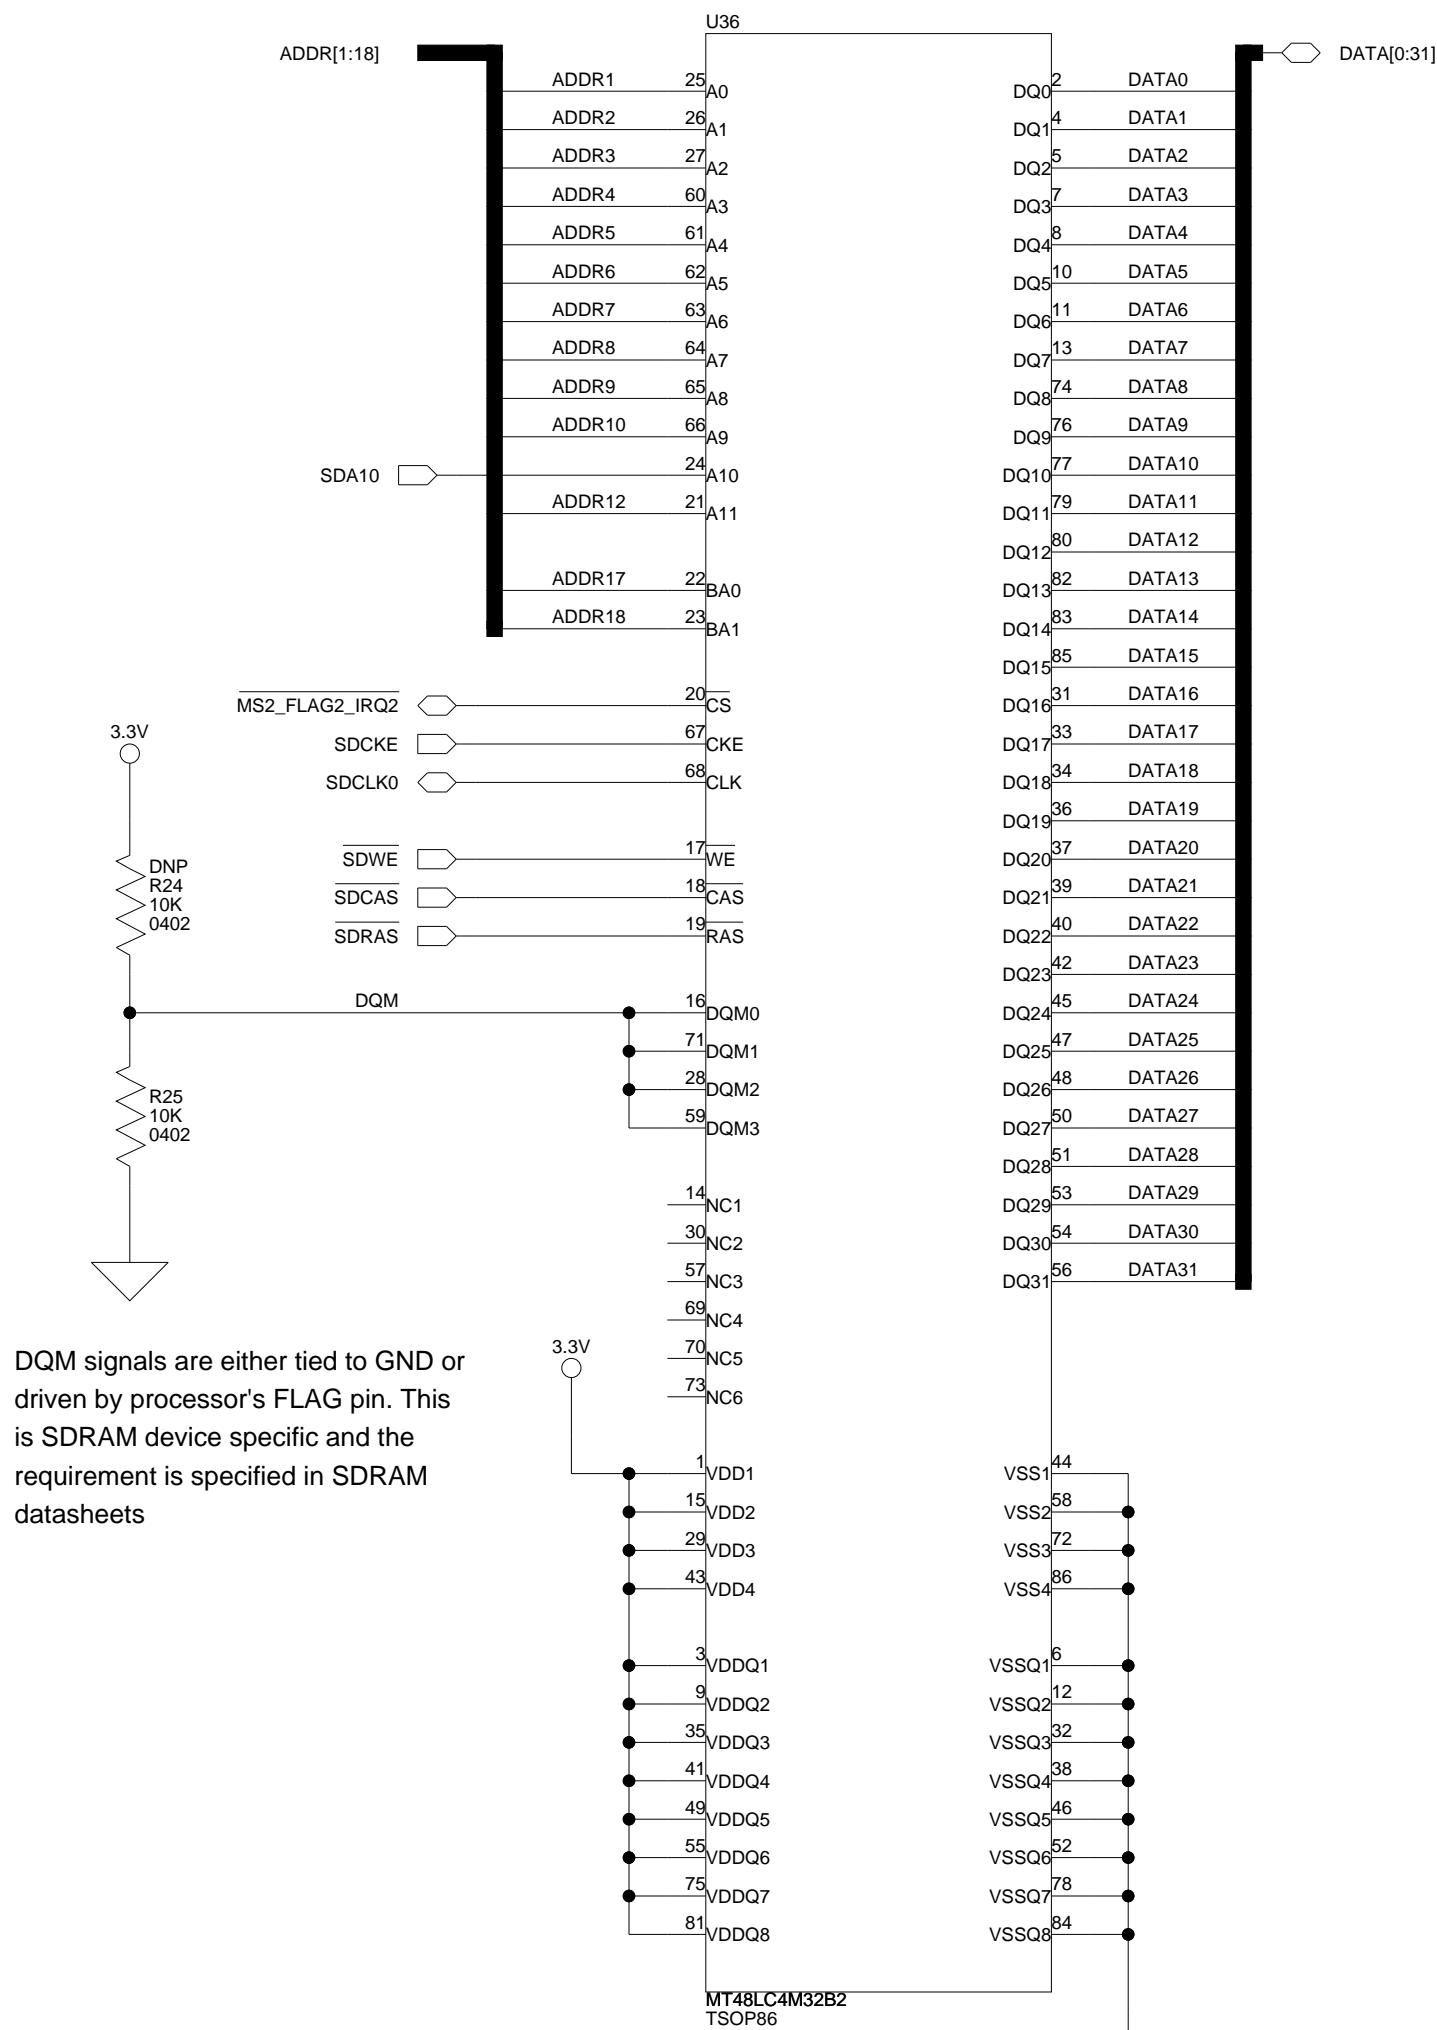 U36
ADDR[1:18]
DATA[0:31]
ADDR1 25 A0 DQ0 2 DATA0
ADDR2 26 A1 DQ1 4 DATA1
ADDR3 27 A2 DQ2 5 DATA2
ADDR4 60 A3 DQ3 7 DATA3
ADDR5 61 A4 DQ4 8 DATA4
ADDR6 62 A5 DQ5 10 DATA5
ADDR7 63 A6 DQ6 11 DATA6
ADDR8 64 A7 DQ7 13 DATA7
ADDR9 65 A8 DQ8 74 DATA8
ADDR10 66 A9 DQ9 76 DATA9
SDA10 24 A10 DQ10 77 DATA10
ADDR12 21 A11 DQ11 79 DATA11
DQ12 80 DATA12
ADDR17 22 BA0 DQ13 82 DATA13
ADDR18 23 BA1 DQ14 83 DATA14
DQ15 85 DATA15
MS2_FLAG2_IRQ2 20 CS DQ16 31 DATA16
3.3V
SDCKE 67 CKE DQ17 33 DATA17
SDCLK0 68 CLK DQ18 34 DATA18
DQ19 36 DATA19
SDWE 17 WE DQ20 37 DATA20
DNP
R24
10K
0402
SDCAS 18 CAS DQ21 39 DATA21
SDRAS 19 RAS DQ22 40 DATA22
DQ23 42 DATA23
DQM 16 DQM0 DQ24 45 DATA24
71 DQM1 DQ25 47 DATA25
28 DQM2 DQ26 48 DATA26
R25
10K
0402
59 DQM3 DQ27 50 DATA27
DQ28 51 DATA28
14 NC1 DQ29 53 DATA29
30 NC2 DQ30 54 DATA30
57 NC3 DQ31 56 DATA31
69 NC4
70 NC5
73 NC6
DQM signals are either tied to GND or
driven by processor's FLAG pin. This
is SDRAM device specific and the
requirement is specified in SDRAM
datasheets
3.3V
1 VDD1 VSS1 44
15 VDD2 VSS2 58
29 VDD3 VSS3 72
43 VDD4 VSS4 86
3 VDDQ1 VSSQ1 6
9 VDDQ2 VSSQ2 12
35 VDDQ3 VSSQ3 32
41 VDDQ4 VSSQ4 38
49 VDDQ5 VSSQ5 46
55 VDDQ6 VSSQ6 52
75 VDDQ7 VSSQ7 78
81 VDDQ8 VSSQ8 84
MT48LC4M32B2
TSOP86